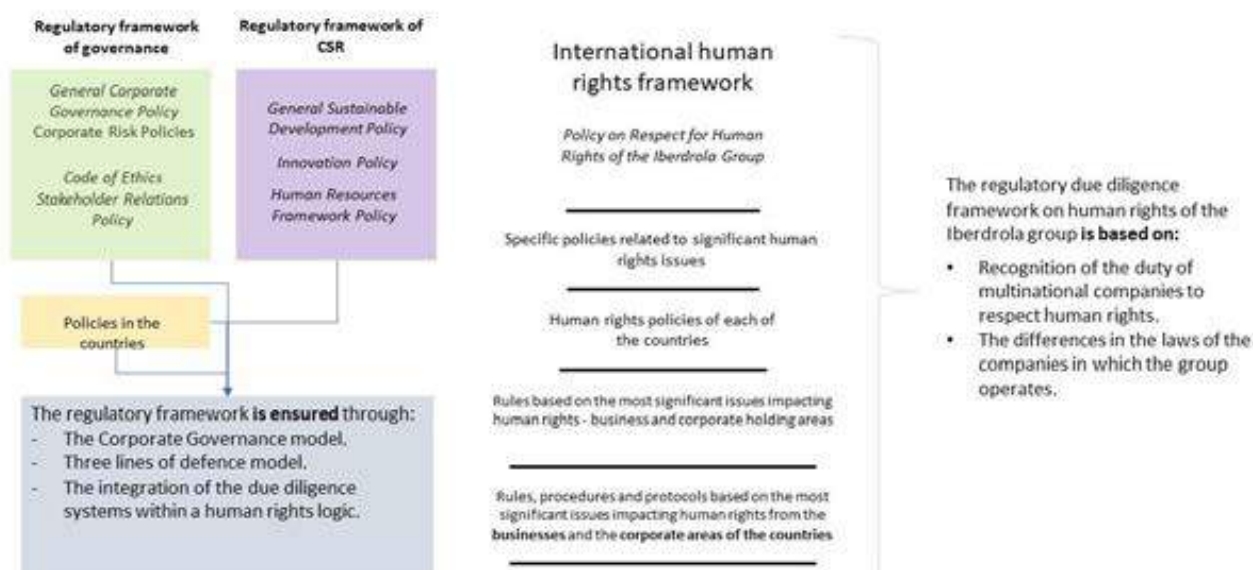 Regulatory framework
of governance
General Corporate
Governance Policy
Corporate Risk Policies
Code of Ethics
Stakeholder Relations
Policy
Regulatory framework of
CSR
General Sustainable
Development Policy
Innovation Policy
Human Resources
Framework Policy
Policies in the
countries
The regulatory framework is ensured through:
- The Corporate Governance model.
- Three lines of defence model.
- The integration of the due diligence
systems within a human rights logic.
International human
rights framework
Policy on Respect for Human
Rights of the Iberdrola Group
Specific policies related to significant human
rights issues
Human rights policies of each of
the countries
Rules based on the most significant issues impacting
human rights - business and corporate holding areas
Rules, procedures and protocols based on the most
significant issues impacting human rights from the
businesses and the corporate areas of the countries
The regulatory due diligence
framework on human rights of the
Iberdrola group is based on:
• Recognition of the duty of
multinational companies to
respect human rights.
• The differences in the laws of the
companies in which the group
operates.